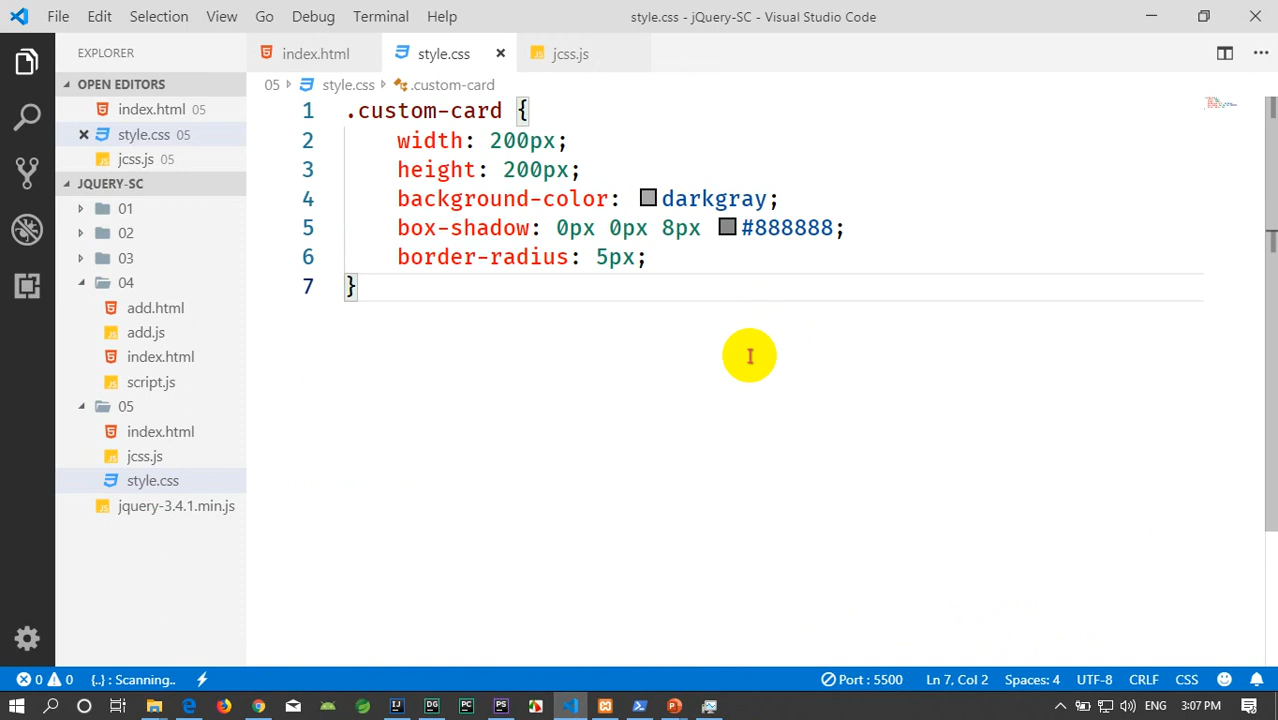 File Edit Selection View Go Debug Terminal Help style.css - jQuery-SC - Visual Studio Code
EXPLORER
OPEN EDITORS
index.html 05
style.css 05
jcss.js 05
JQUERY-SC
01
02
03
04
add.html
add.js
index.html
script.js
05
index.html
jcss.js
style.css
jquery-3.4.1.min.js
index.html style.css jcss.js
05 style.css .custom-card
1 .custom-card {
2 width: 200px;
3 height: 200px;
4 background-color: darkgray;
5 box-shadow: 0px 0px 8px #888888;
6 border-radius: 5px;
7 }
0 0 {..} : Scanning.. Port : 5500 Ln 7, Col 2 Spaces: 4 UTF-8 CRLF CSS
IJ DG PC PS ENG 3:07 PM